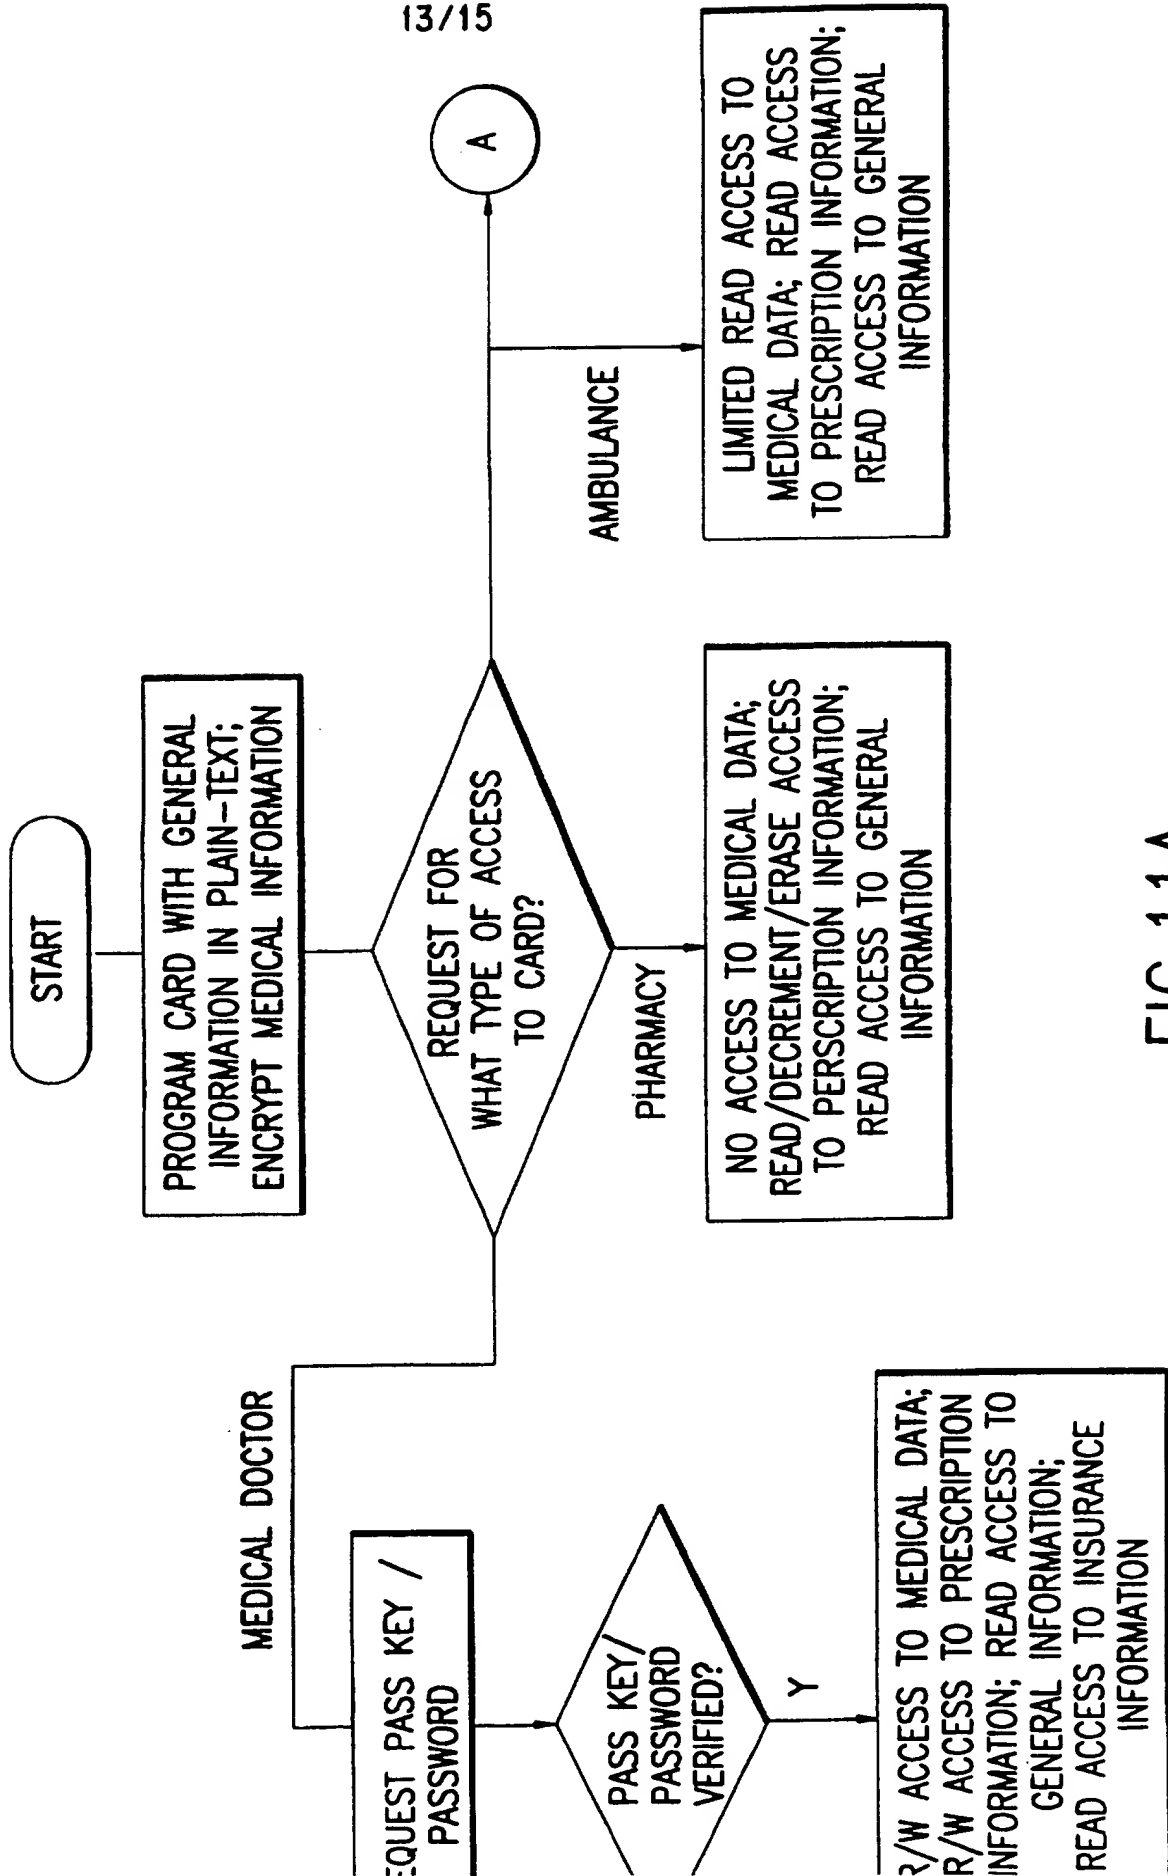 13/15
START
PROGRAM CARD WITH GENERAL
INFORMATION IN PLAIN-TEXT;
ENCRYPT MEDICAL INFORMATION
REQUEST FOR
WHAT TYPE OF ACCESS
TO CARD?
A
MEDICAL DOCTOR
PASS KEY /
PASSWORD
PASS KEY/
PASSWORD
VERIFIED?
Y
R/W ACCESS TO MEDICAL DATA;
R/W ACCESS TO PRESCRIPTION
INFORMATION; READ ACCESS TO
GENERAL INFORMATION;
READ ACCESS TO INSURANCE
INFORMATION
PHARMACY
NO ACCESS TO MEDICAL DATA;
READ/DECREMENT/ERASE ACCESS
TO PERSCRIPTION INFORMATION;
READ ACCESS TO GENERAL
INFORMATION
AMBULANCE
LIMITED READ ACCESS TO
MEDICAL DATA; READ ACCESS
TO PRESCRIPTION INFORMATION;
READ ACCESS TO GENERAL
INFORMATION
FIG.11A